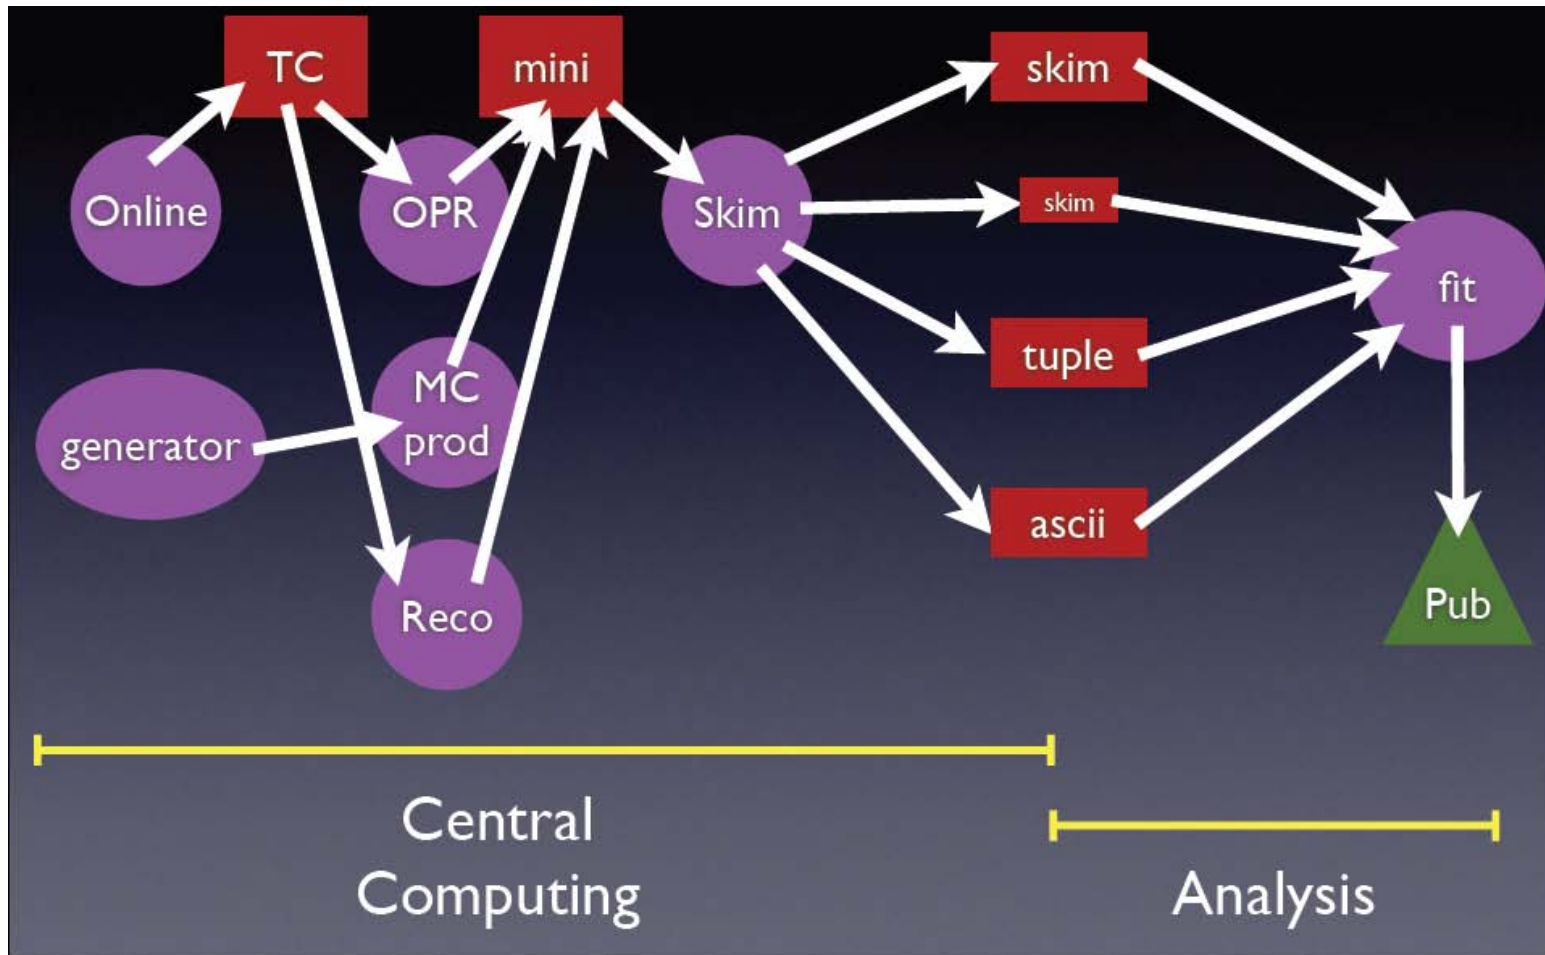 TC
mini
skim
Online
OPR
Skim
skim
fit
generator
MC
prod
tuple
ascii
Reco
Pub
Central
Computing
Analysis